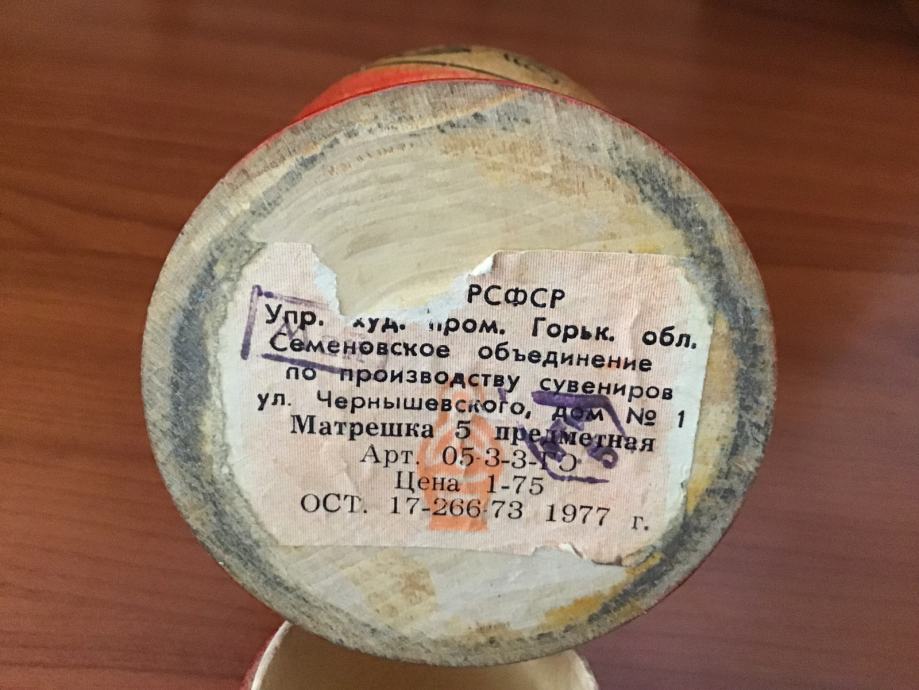 РСФСР
Упр. худ. пром. Горьк. обл.
Семеновское объединение
по производству сувениров
ул. Чернышевского, дом № 1
Матрешка 5 предметная
Арт. 05-3-3-ГО
Цена 1-75
ОСТ. 17-266-73 1977 г.